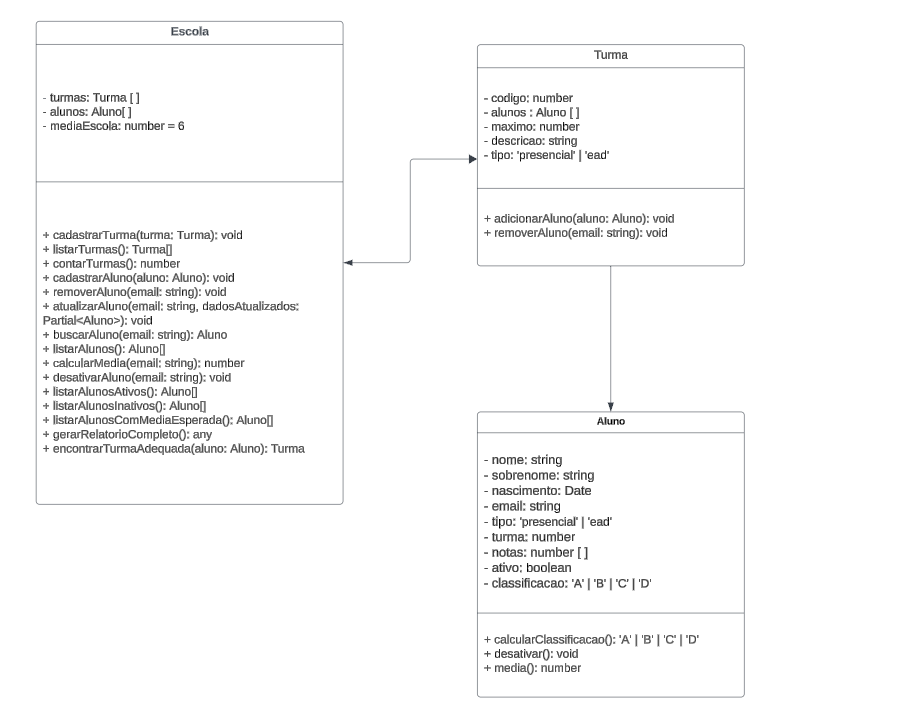 Escola
- turmas: Turma [ ]
- alunos: Aluno[ ]
- mediaEscola: number = 6
+ cadastrarTurma(turma: Turma): void
+ listarTurmas(): Turma[]
+ contarTurmas(): number
+ cadastrarAluno(aluno: Aluno): void
+ removerAluno(email: string): void
+ atualizarAluno(email: string, dadosAtualizados:
Partial<Aluno>): void
+ buscarAluno(email: string): Aluno
+ listarAlunos(): Aluno[]
+ calcularMedia(email: string): number
+ desativarAluno(email: string): void
+ listarAlunosAtivos(): Aluno[]
+ listarAlunosInativos(): Aluno[]
+ listarAlunosComMediaEsperada(): Aluno[]
+ gerarRelatorioCompleto(): any
+ encontrarTurmaAdequada(aluno: Aluno): Turma
Turma
- codigo: number
- alunos : Aluno [ ]
- maximo: number
- descricao: string
- tipo: 'presencial' | 'ead'
+ adicionarAluno(aluno: Aluno): void
+ removerAluno(email: string): void
Aluno
- nome: string
- sobrenome: string
- nascimento: Date
- email: string
- tipo: 'presencial' | 'ead'
- turma: number
- notas: number [ ]
- ativo: boolean
- classificacao: 'A' | 'B' | 'C' | 'D'
+ calcularClassificacao(): 'A' | 'B' | 'C' | 'D'
+ desativar(): void
+ media(): number